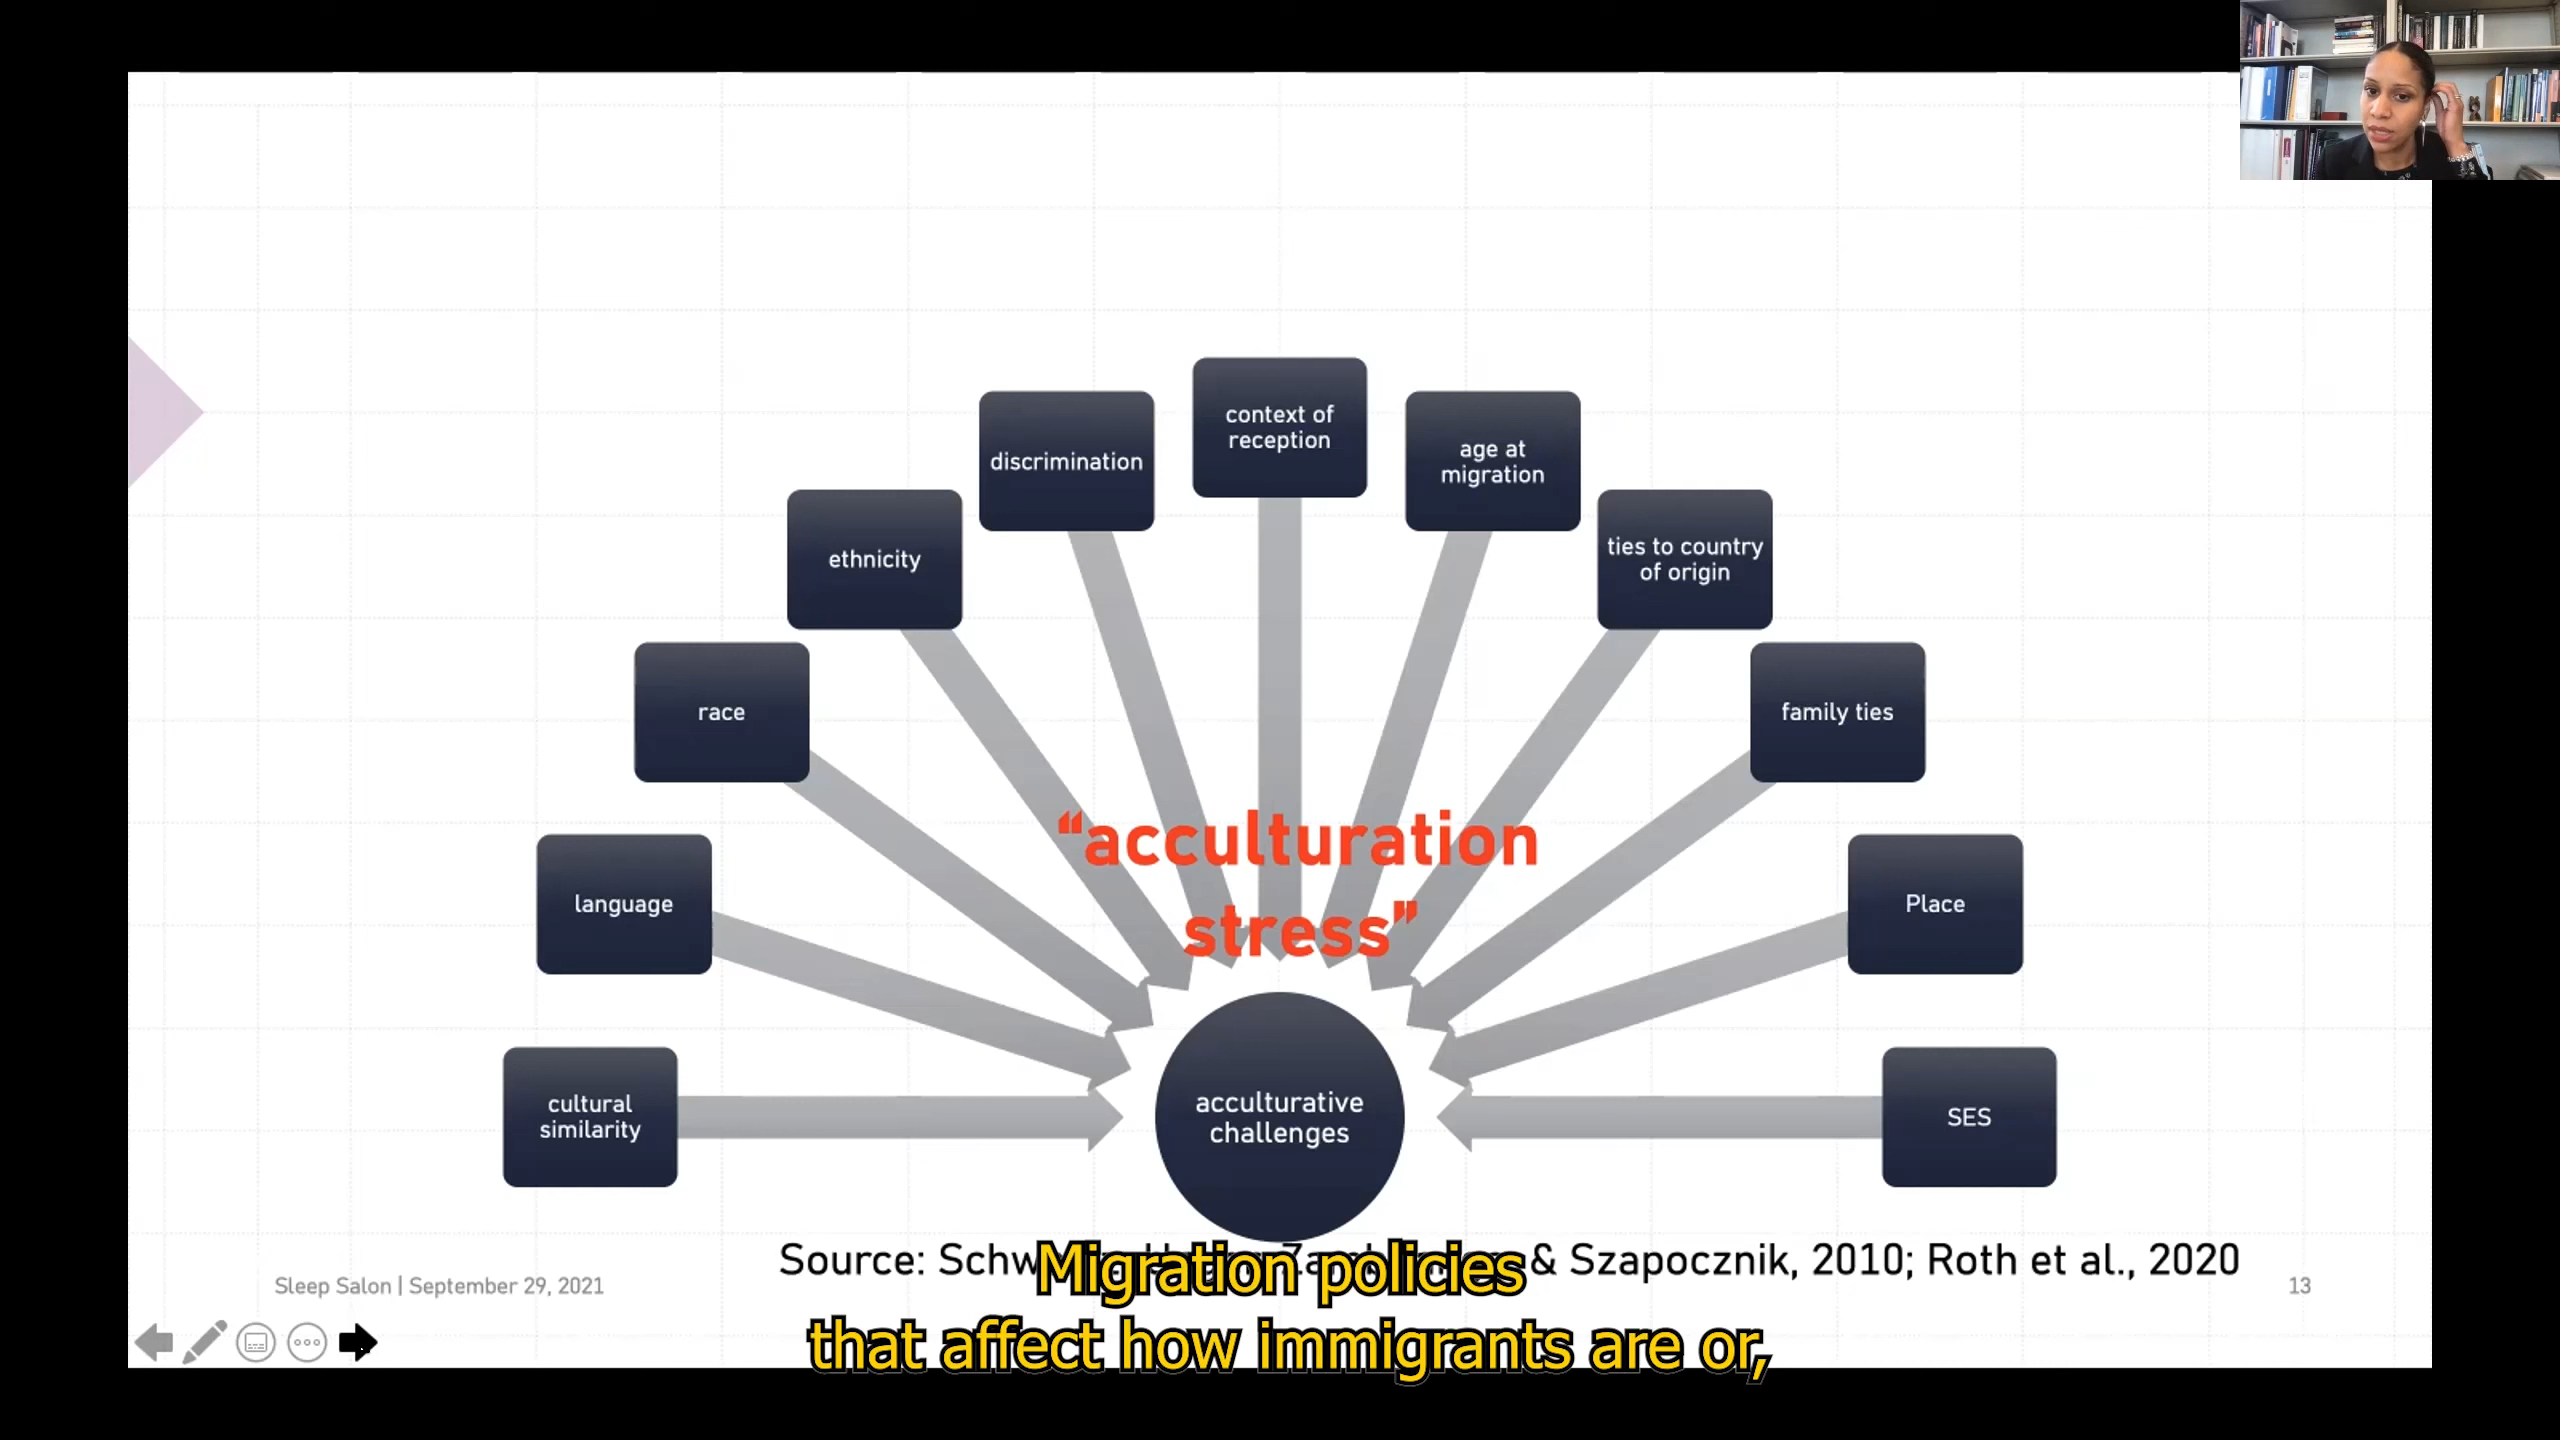 context of
reception
discrimination
age at
migration
ethnicity
ties to country
of origin
race
family ties
"acculturation
stress"
language
Place
cultural
similarity
acculturative
challenges
SES
Source: & Szapocznik, 2010; Roth et al., 2020
Sleep Salon | September 29, 2021
13
Migration policies
that affect how immigrants are or,